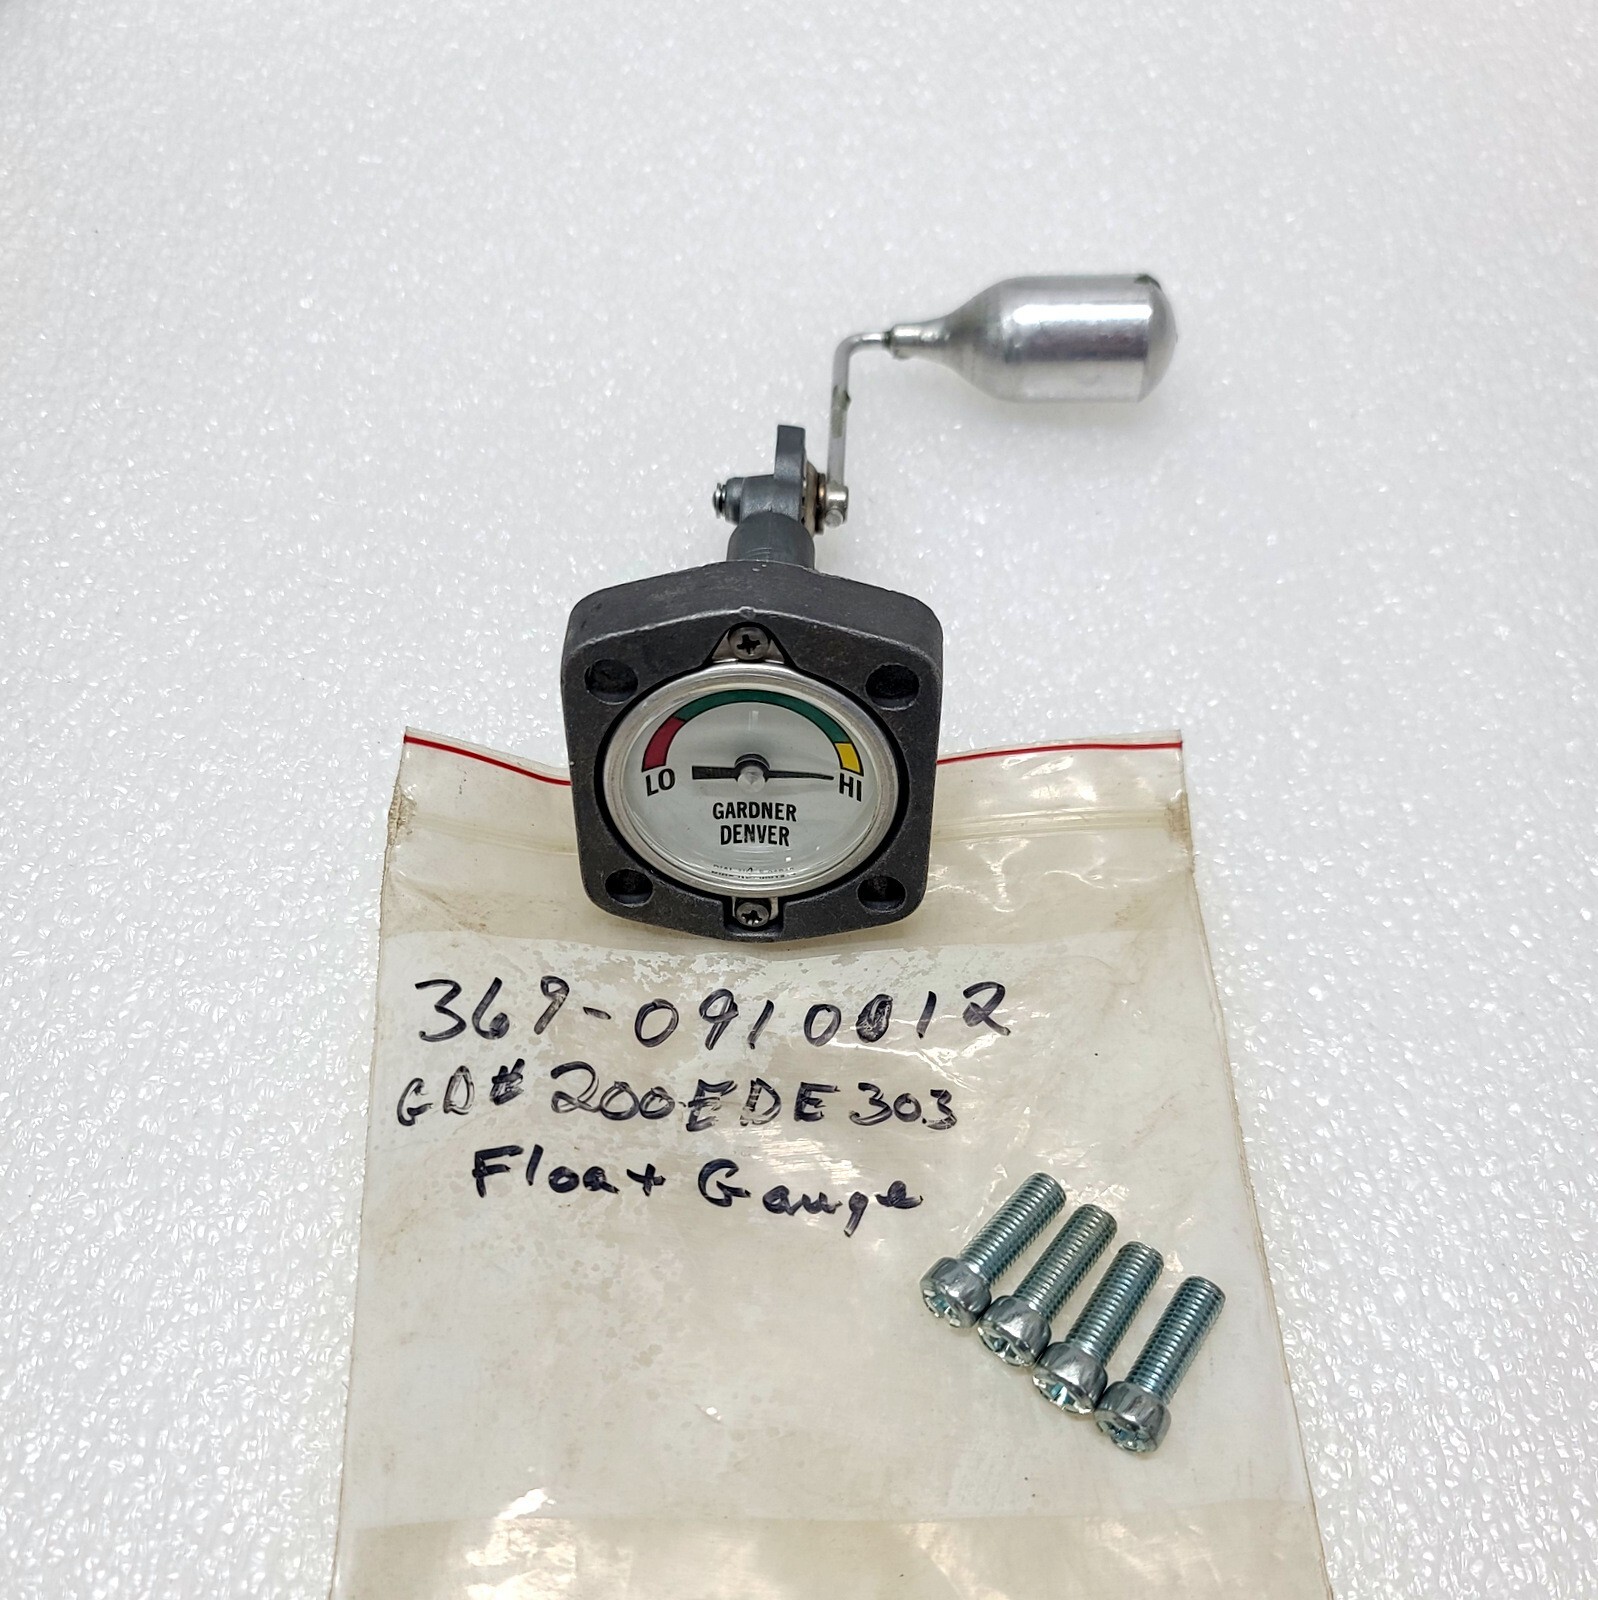 LO
HI
GARDNER
DENVER
369-0910012
GD# 200EDE303
Float Gauge